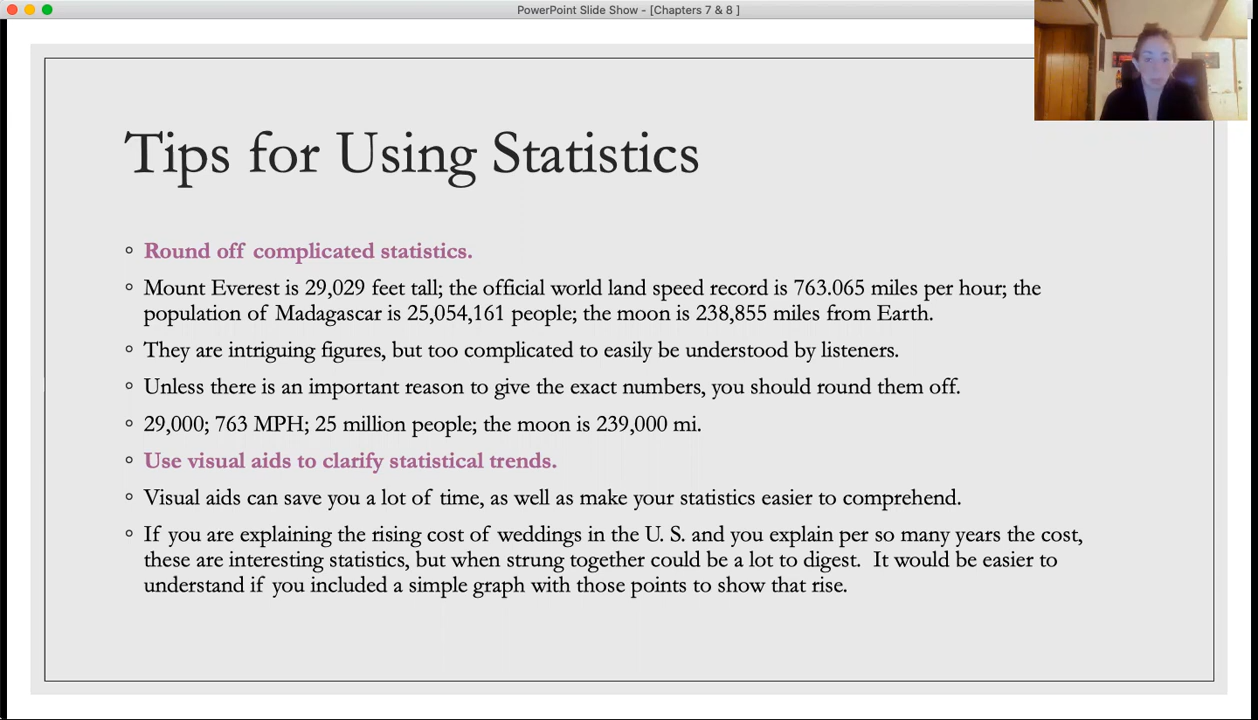 PowerPoint Slide Show - [Chapters 7 & 8 ]
Tips for Using Statistics
Round off complicated statistics.
Mount Everest is 29,029 feet tall; the official world land speed record is 763.065 miles per hour; the
population of Madagascar is 25,054,161 people; the moon is 238,855 miles from Earth.
They are intriguing figures, but too complicated to easily be understood by listeners.
Unless there is an important reason to give the exact numbers, you should round them off.
29,000; 763 MPH; 25 million people; the moon is 239,000 mi.
Use visual aids to clarify statistical trends.
Visual aids can save you a lot of time, as well as make your statistics easier to comprehend.
If you are explaining the rising cost of weddings in the U. S. and you explain per so many years the cost,
these are interesting statistics, but when strung together could be a lot to digest.  It would be easier to
understand if you included a simple graph with those points to show that rise.